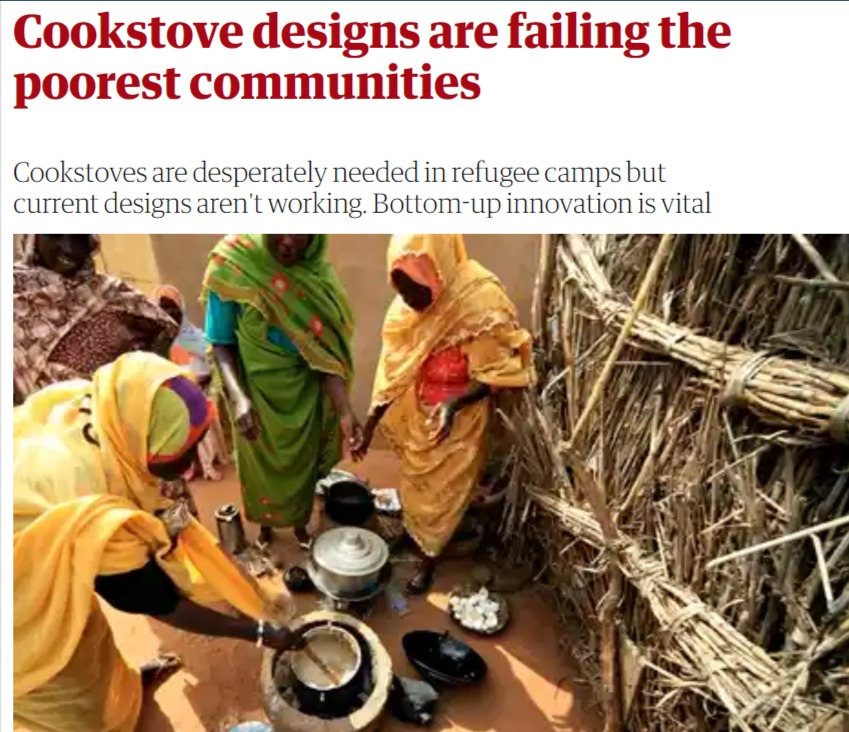 Cookstove designs are failing the
poorest communities
Cookstoves are desperately needed in refugee camps but
current designs aren't working. Bottom-up innovation is vital